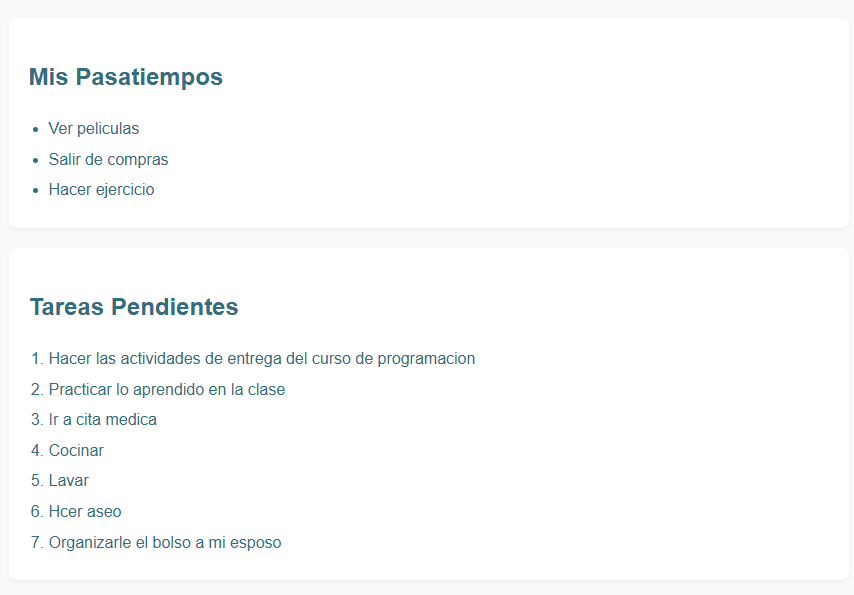 Mis Pasatiempos
• Ver peliculas
• Salir de compras
• Hacer ejercicio
Tareas Pendientes
1. Hacer las actividades de entrega del curso de programacion
2. Practicar lo aprendido en la clase
3. Ir a cita medica
4. Cocinar
5. Lavar
6. Hcer aseo
7. Organizarle el bolso a mi esposo